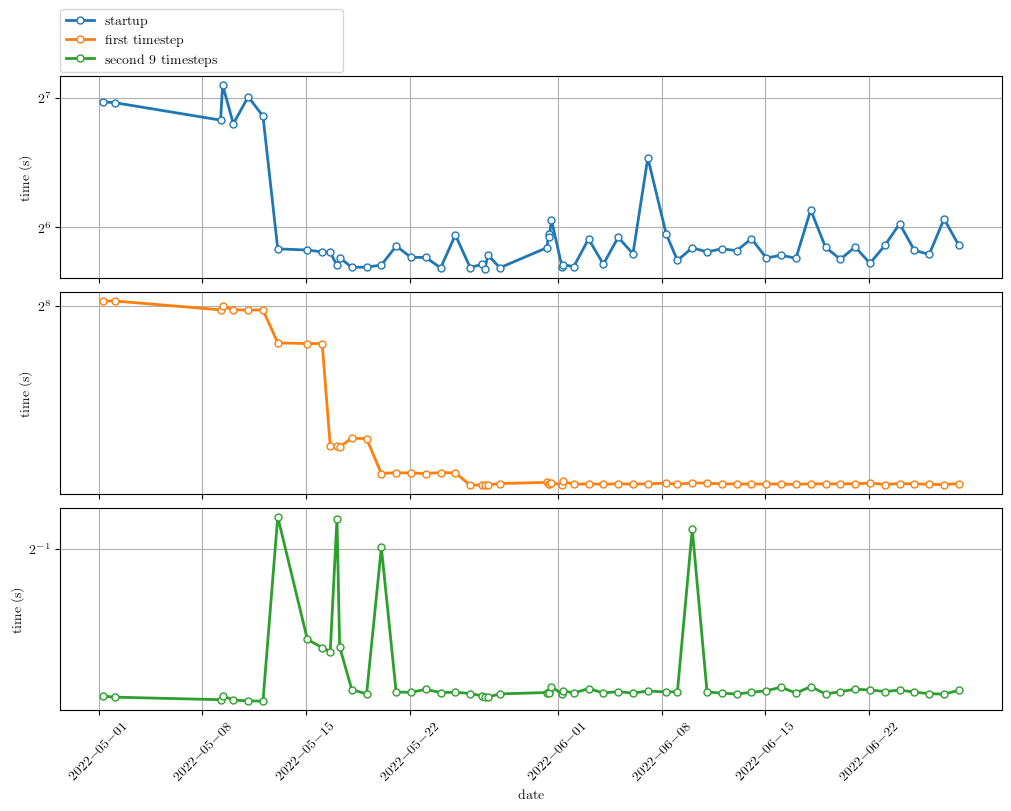 startup
first timestep
second 9 timesteps
2^7
time (s)
2^6
2^8
time (s)
2^−1
time (s)
2022−05−01
2022−05−08
2022−05−15
2022−05−22
2022−06−01
2022−06−08
2022−06−15
2022−06−22
date